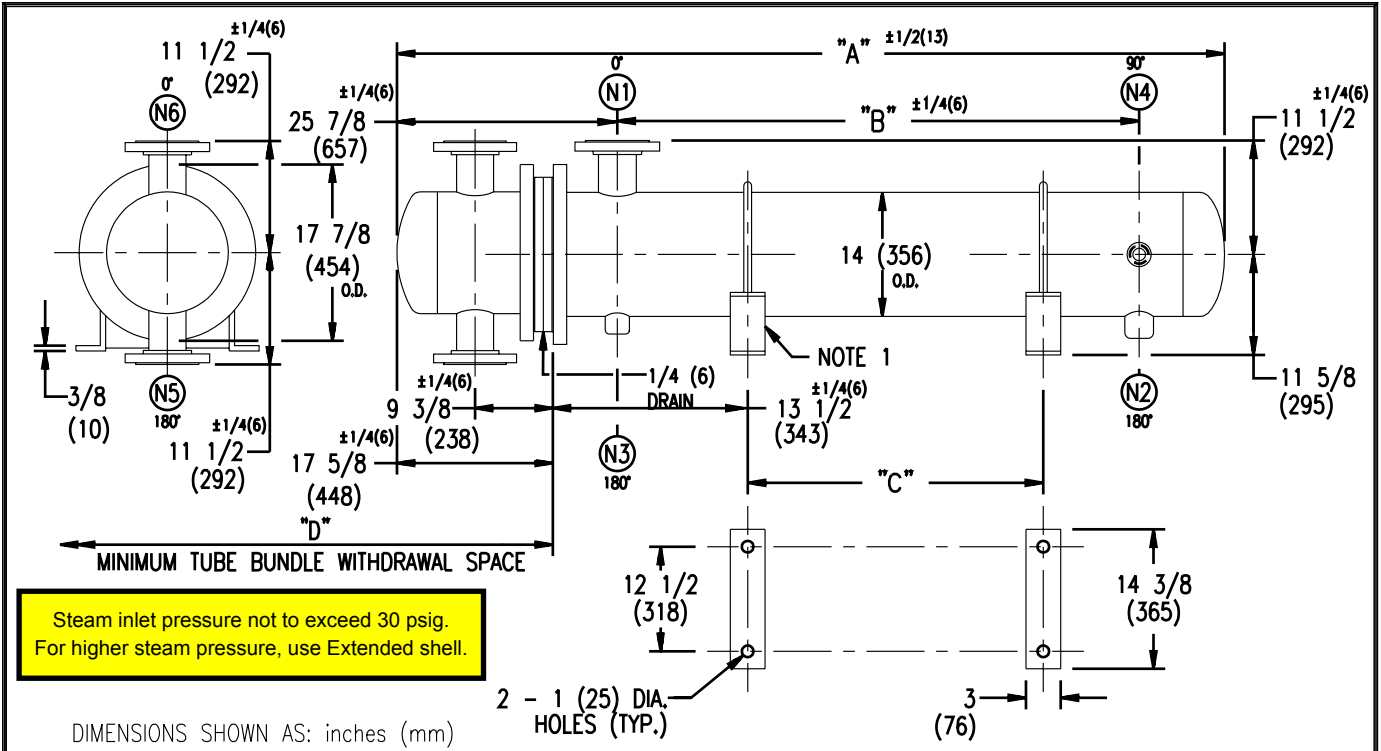 ±1/4(6)
11 1/2
(292)
0°
N6
±1/4(6)
25 7/8
(657)
"A" ±1/2(13)
0°
N1
90°
N4
"B" ±1/4(6)
±1/4(6)
11 1/2
(292)
17 7/8
(454)
O.D.
14 (356)
O.D.
3/8
(10)
N5
180°
±1/4(6)
11 1/2
(292)
±1/4(6)
9 3/8
(238)
±1/4(6)
17 5/8
(448)
1/4 (6)
DRAIN
NOTE 1
±1/4(6)
13 1/2
(343)
N3
180°
N2
180°
11 5/8
(295)
"C"
"D"
MINIMUM TUBE BUNDLE WITHDRAWAL SPACE
12 1/2
(318)
14 3/8
(365)
Steam inlet pressure not to exceed 30 psig.
For higher steam pressure, use Extended shell.
2 - 1 (25) DIA.
HOLES (TYP.)
3
(76)
DIMENSIONS SHOWN AS: inches (mm)